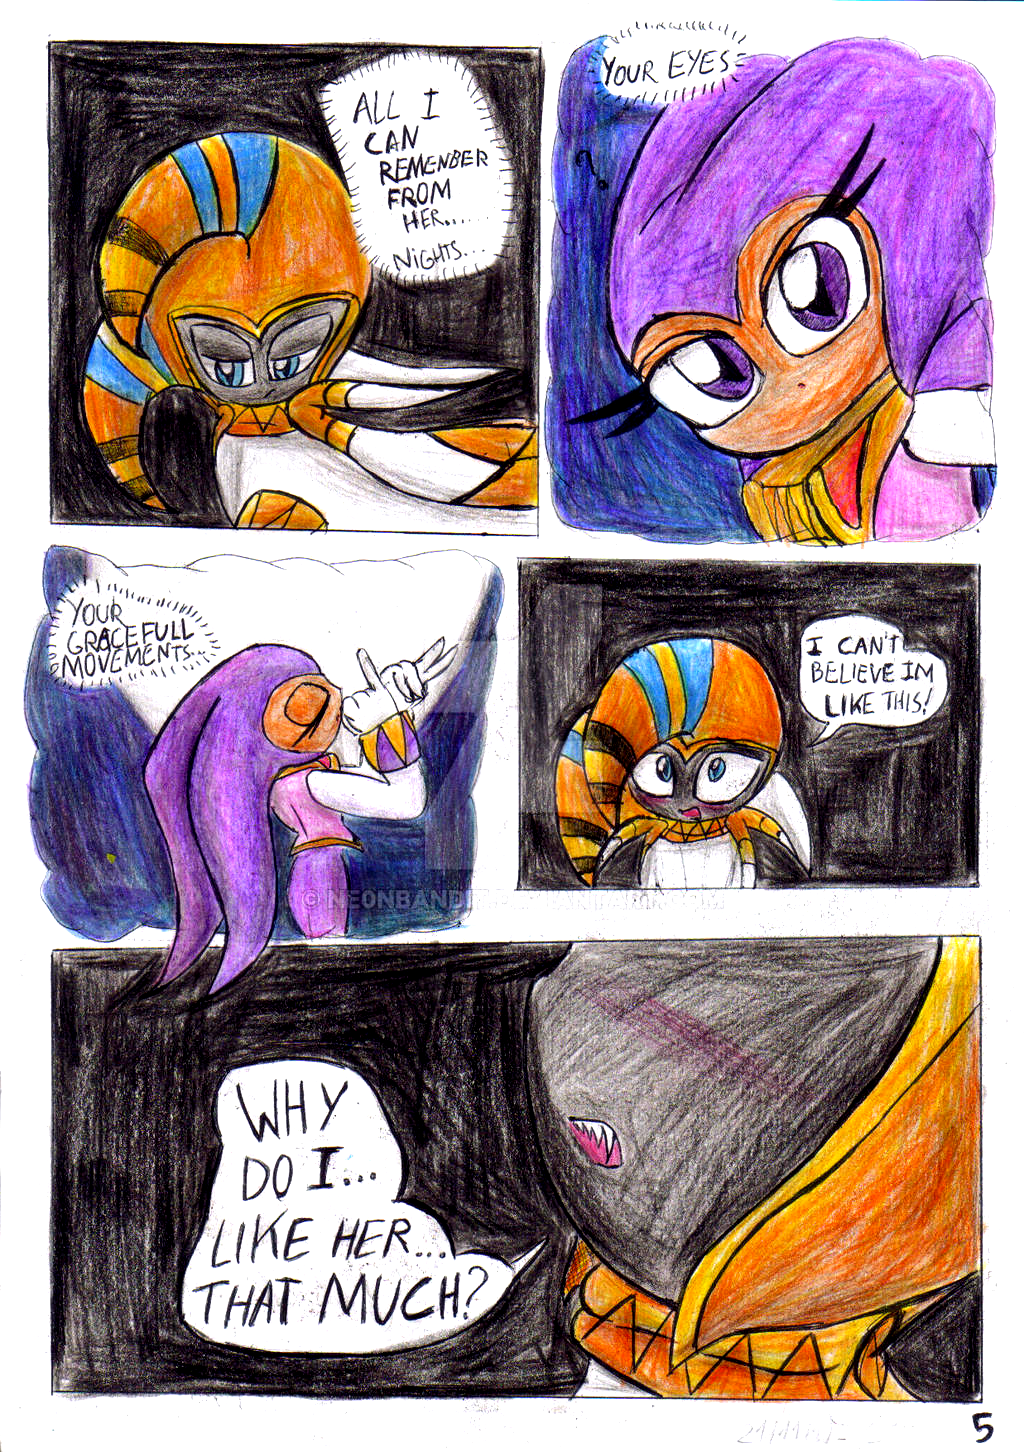 ALL I
CAN
REMENBER
FROM
HER......
NIGHTS...
YOUR EYES
?
YOUR
GRACEFULL
MOVEMENTS...
I CAN'T
BELIEVE IM
LIKE THIS!
WHY
DO I...
LIKE HER...
THAT MUCH?
5